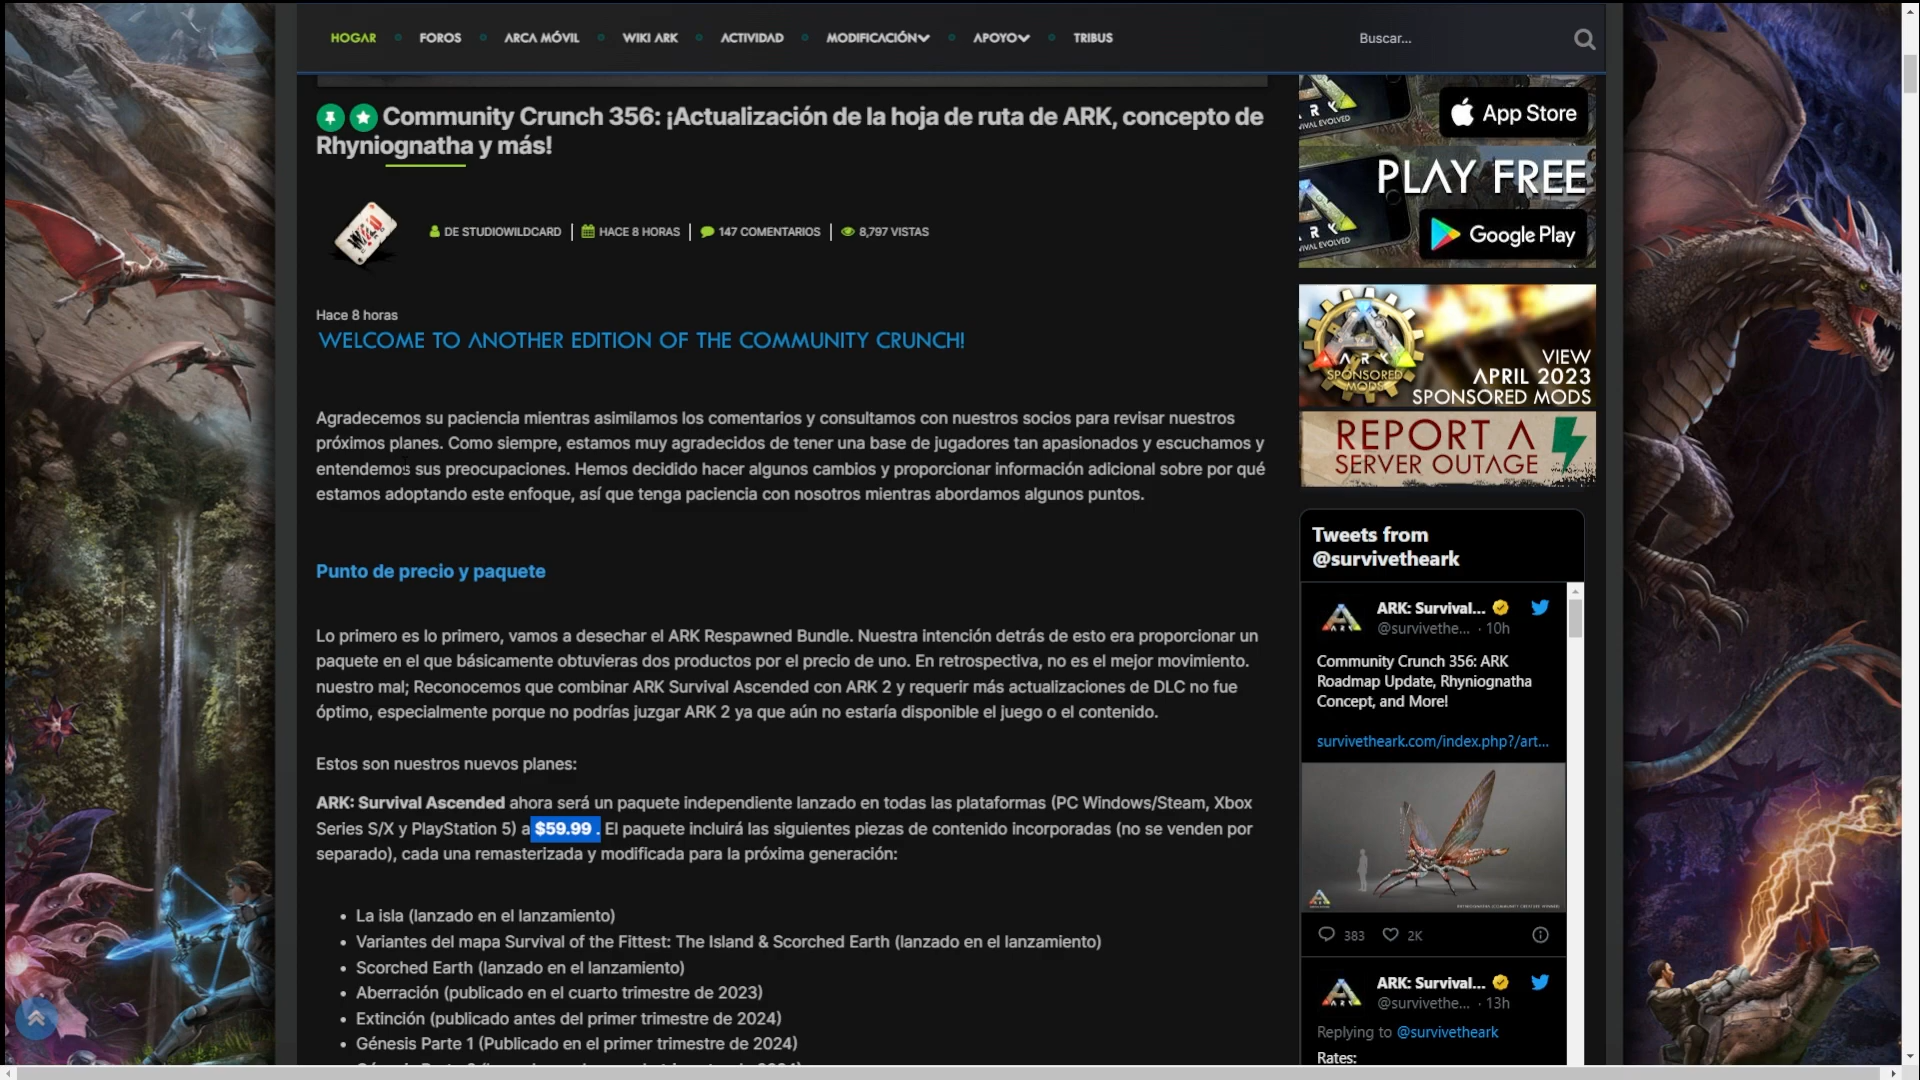 HOGAR
FOROS
ARCA MÓVIL
WIKI ARK
ACTIVIDAD
MODIFICACIÓN
APOYO
TRIBUS
Buscar...
Community Crunch 356: ¡Actualización de la hoja de ruta de ARK, concepto de
Rhyniognatha y más!
DE STUDIOWILDCARD
HACE 8 HORAS
147 COMENTARIOS
8,797 VISTAS
Hace 8 horas
WELCOME TO ANOTHER EDITION OF THE COMMUNITY CRUNCH!
Agradecemos su paciencia mientras asimilamos los comentarios y consultamos con nuestros socios para revisar nuestros
próximos planes. Como siempre, estamos muy agradecidos de tener una base de jugadores tan apasionados y escuchamos y
entendemos sus preocupaciones. Hemos decidido hacer algunos cambios y proporcionar información adicional sobre por qué
estamos adoptando este enfoque, así que tenga paciencia con nosotros mientras abordamos algunos puntos.
Punto de precio y paquete
Lo primero es lo primero, vamos a desechar el ARK Respawned Bundle. Nuestra intención detrás de esto era proporcionar un
paquete en el que básicamente obtuvieras dos productos por el precio de uno. En retrospectiva, no es el mejor movimiento.
nuestro mal; Reconocemos que combinar ARK Survival Ascended con ARK 2 y requerir más actualizaciones de DLC no fue
óptimo, especialmente porque no podrías juzgar ARK 2 ya que aún no estaría disponible el juego o el contenido.
Estos son nuestros nuevos planes:
ARK: Survival Ascended ahora será un paquete independiente lanzado en todas las plataformas (PC Windows/Steam, Xbox
Series S/X y PlayStation 5) a $59.99 . El paquete incluirá las siguientes piezas de contenido incorporadas (no se venden por
separado), cada una remasterizada y modificada para la próxima generación:
• La isla (lanzado en el lanzamiento)
• Variantes del mapa Survival of the Fittest: The Island & Scorched Earth (lanzado en el lanzamiento)
• Scorched Earth (lanzado en el lanzamiento)
• Aberración (publicado en el cuarto trimestre de 2023)
• Extinción (publicado antes del primer trimestre de 2024)
• Génesis Parte 1 (Publicado en el primer trimestre de 2024)
App Store
PLAY FREE
Google Play
ARK
SPONSORED
MODS
VIEW
APRIL 2023
SPONSORED MODS
REPORT A
SERVER OUTAGE
Tweets from
@survivetheark
ARK: Survival...
@survivethe... · 10h
Community Crunch 356: ARK
Roadmap Update, Rhyniognatha
Concept, and More!
survivetheark.com/index.php?/art...
383
2K
ARK: Survival...
@survivethe... · 13h
Replying to @survivetheark
Rates: